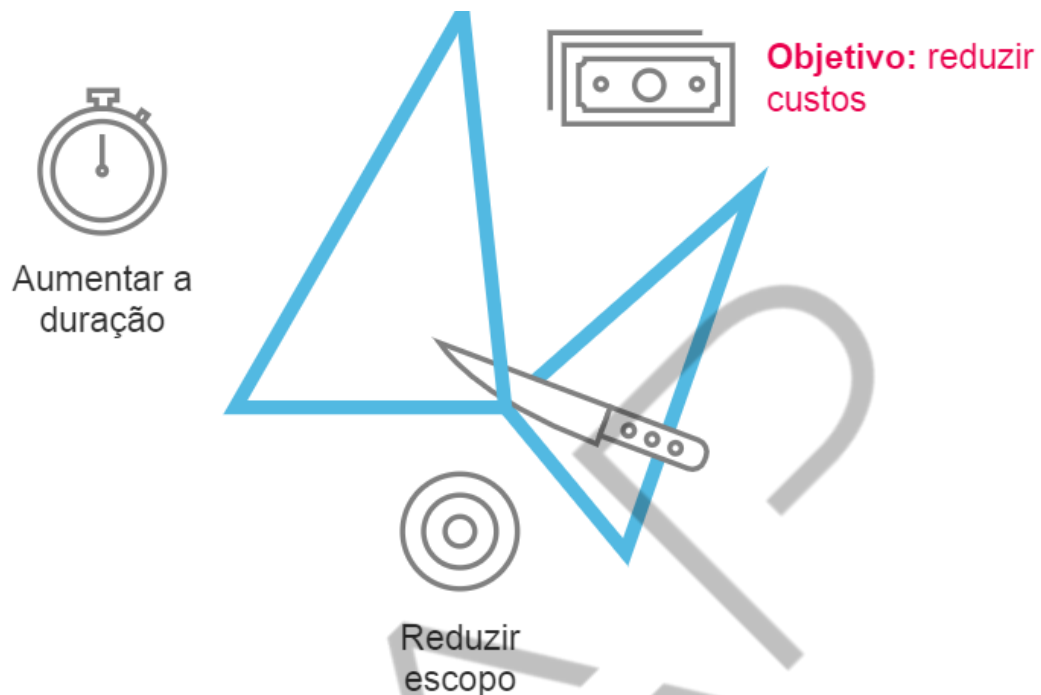 Objetivo: reduzir
custos
Aumentar a
duração
Reduzir
escopo